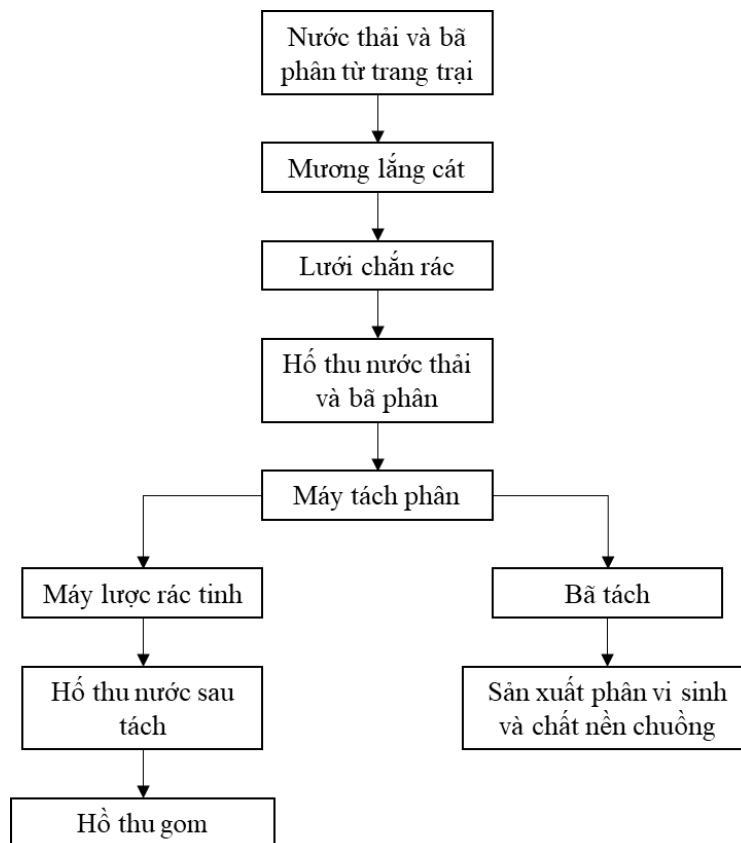 Nước thải và bã
phân từ trang trại
Mương lắng cát
Lưới chắn rác
Hố thu nước thải
và bã phân
Máy tách phân
Máy lược rác tinh
Bã tách
Hố thu nước sau
tách
Sản xuất phân vi sinh
và chất nền chuồng
Hồ thu gom